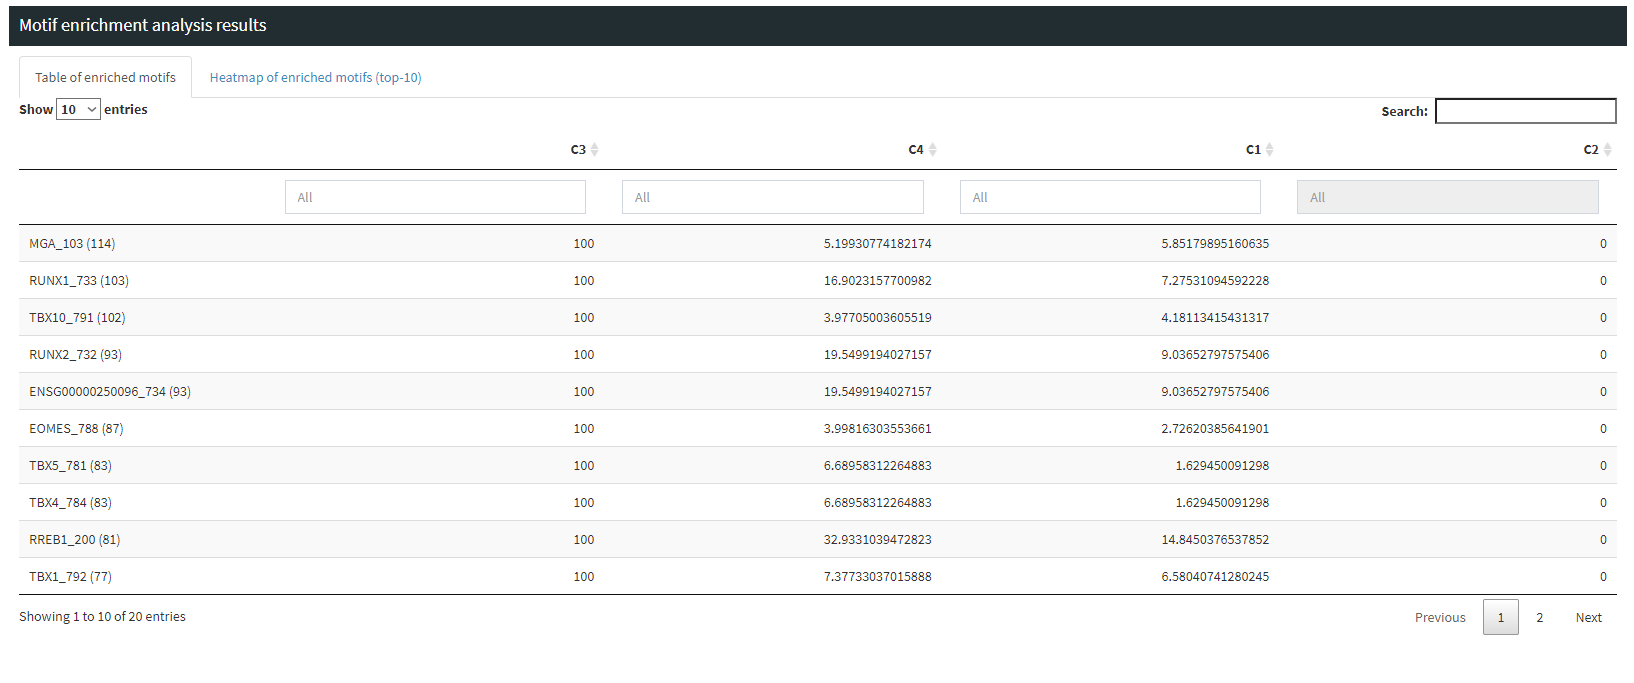 Motif enrichment analysis results
Table of enriched motifs Heatmap of enriched motifs (top-10)
Show 10 entries Search:
C3 C4 C1 C2
All All All All
MGA_103 (114) 100 5.19930774182174 5.85179895160635 0
RUNX1_733 (103) 100 16.9023157700982 7.27531094592228 0
TBX10_791 (102) 100 3.97705003605519 4.18113415431317 0
RUNX2_732 (93) 100 19.5499194027157 9.03652797575406 0
ENSG00000250096_734 (93) 100 19.5499194027157 9.03652797575406 0
EOMES_788 (87) 100 3.99816303553661 2.72620385641901 0
TBX5_781 (83) 100 6.68958312264883 1.629450091298 0
TBX4_784 (83) 100 6.68958312264883 1.629450091298 0
RREB1_200 (81) 100 32.9331039472823 14.8450376537852 0
TBX1_792 (77) 100 7.37733037015888 6.58040741280245 0
Showing 1 to 10 of 20 entries Previous 1 2 Next